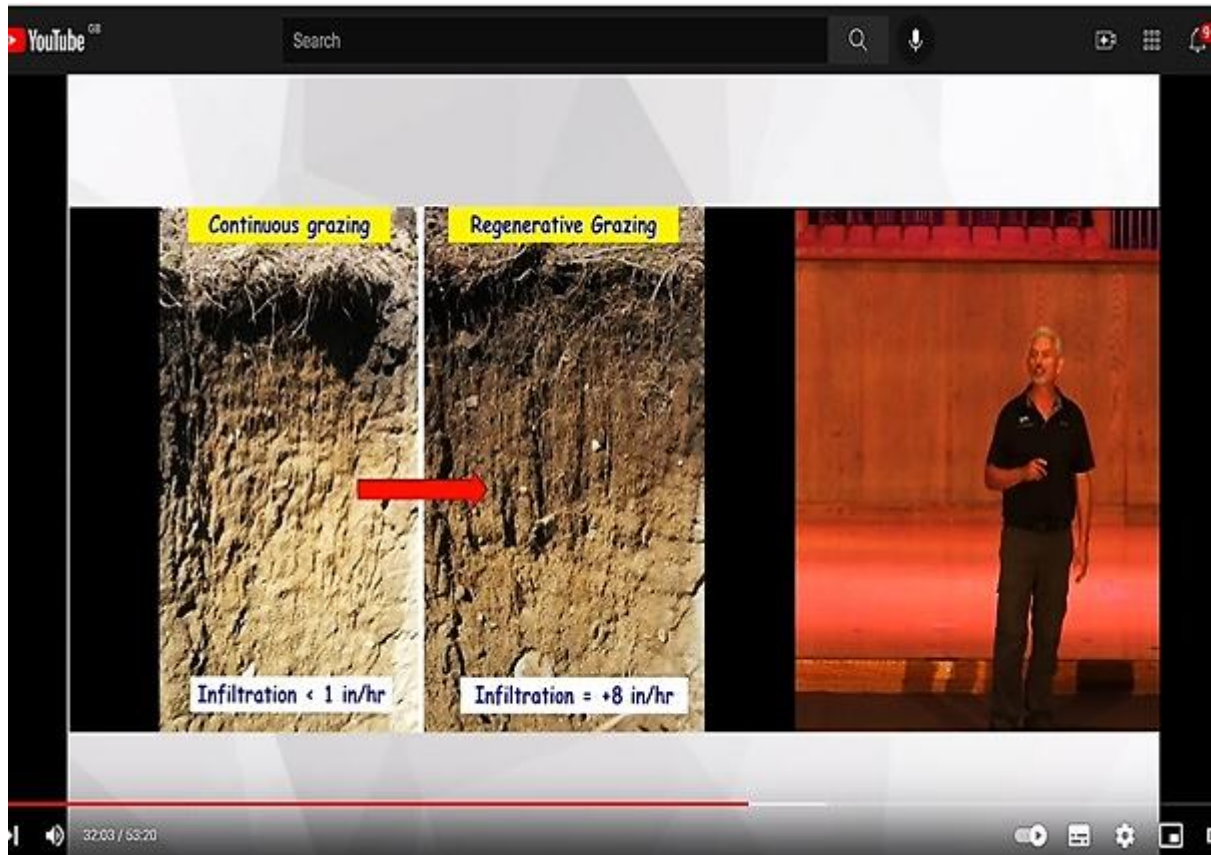 YouTube GB
Search
9
Continuous grazing
Regenerative Grazing
Infiltration < 1 in/hr
Infiltration = +8 in/hr
32:03 / 53:20